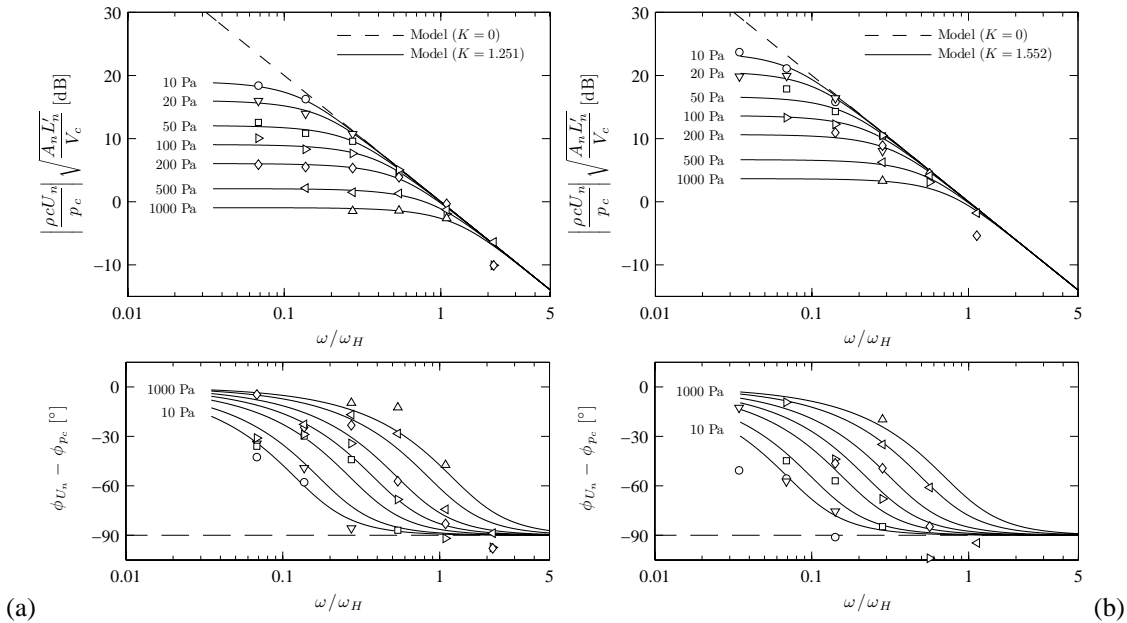 30
20
10
0
−10
0.01
0.1
1
5
ω/ω_H
|ρcU_n / p_c| √(A_n L′_n / V_c) [dB]
Model (K = 0)
Model (K = 1.251)
10 Pa
20 Pa
50 Pa
100 Pa
200 Pa
500 Pa
1000 Pa
30
20
10
0
−10
0.01
0.1
1
5
ω/ω_H
|ρcU_n / p_c| √(A_n L′_n / V_c) [dB]
Model (K = 0)
Model (K = 1.552)
10 Pa
20 Pa
50 Pa
100 Pa
200 Pa
500 Pa
1000 Pa
(a)
0
−30
−60
−90
0.01
0.1
1
5
ω/ω_H
ϕ_{U_n} − ϕ_{p_c} [°]
1000 Pa
10 Pa
0
−30
−60
−90
0.01
0.1
1
5
ω/ω_H
ϕ_{U_n} − ϕ_{p_c} [°]
1000 Pa
10 Pa
(b)